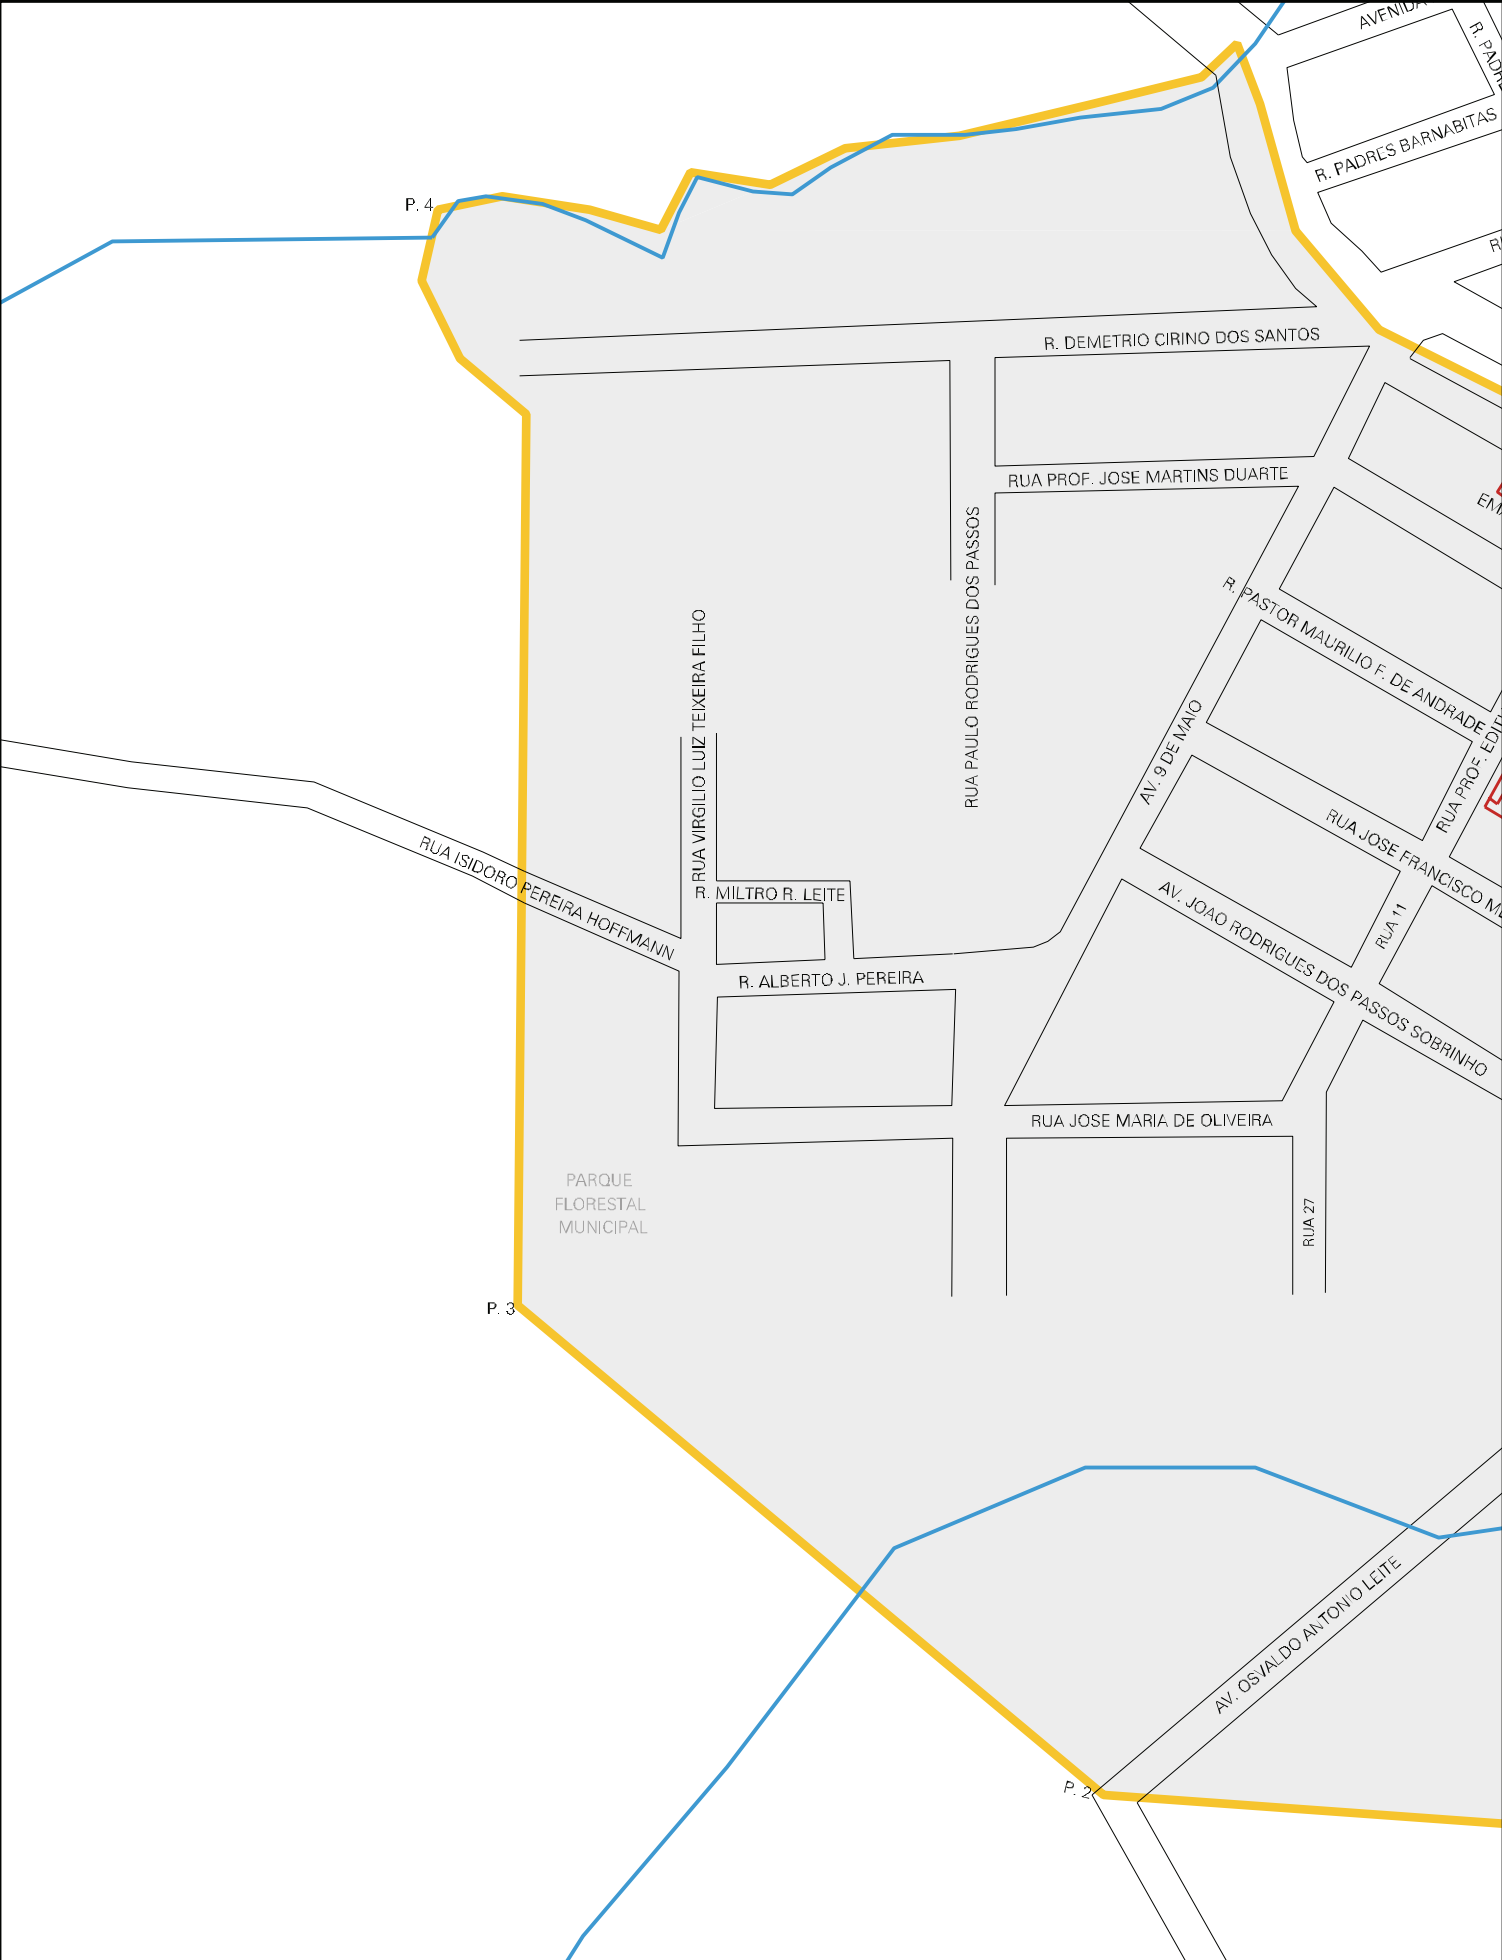 AVENIDA
R. PADRE
R. PADRES BARNABITAS
P. 4
R. DEMETRIO CIRINO DOS SANTOS
RUA PROF. JOSE MARTINS DUARTE
RUA PAULO RODRIGUES DOS PASSOS
R. PASTOR MAURILIO F. DE ANDRADE
RUA VIRGILIO LUIZ TEIXEIRA FILHO
AV. 9 DE MAIO
RUA PROF.
RUA JOSE FRANCISCO
RUA ISIDORO PEREIRA HOFFMANN
R. MILTRO R. LEITE
AV. JOAO RODRIGUES DOS PASSOS SOBRINHO
RUA 11
R. ALBERTO J. PEREIRA
RUA JOSE MARIA DE OLIVEIRA
PARQUE
FLORESTAL
MUNICIPAL
RUA 27
P. 3
AV. OSVALDO ANTONIO LEITE
P. 2